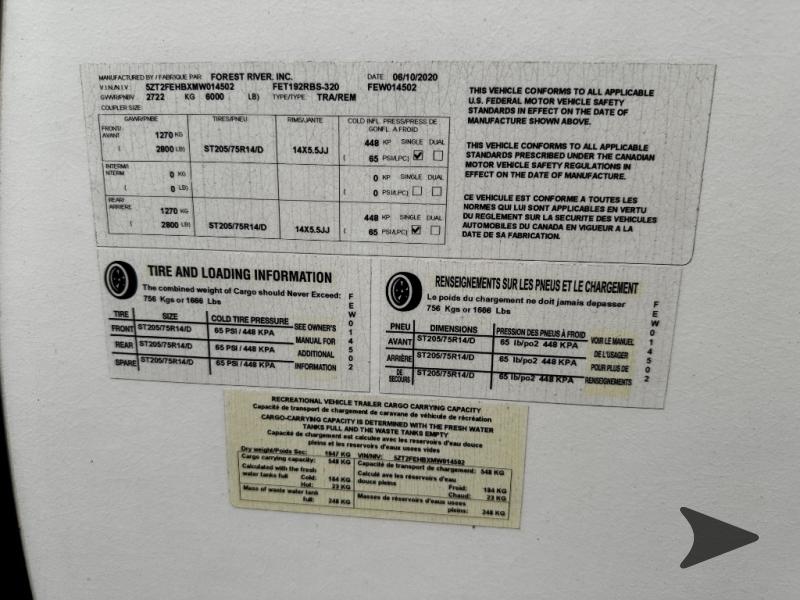 MANUFACTURED BY / FABRIQUE PAR: FOREST RIVER, INC. DATE 06/10/2020
V.I.N./N.I.V. 5ZT2FEHBXMW014502 FET192RBS-320 FEW014502
GVWR/PNBV 2722 KG 6000 LB) TYPE/TYPE: TRA/REM
COUPLER SIZE:
GAWR/PNBE TIRES/PNEU RIMS/JANTE COLD INFL. PRESS/PRESS DE GONFL. A FROID
FRONT/ AVANT 1270 KG 448 KP SINGLE DUAL
( 2800 LB) ST205/75R14/D 14X5.5JJ ( 65 PSI/LPC)
INTERM/ INTERM 0 KG 0 KP SINGLE DUAL
( 0 LB) ( 0 PSI/LPC)
REAR/ ARRIÈRE 1270 KG 448 KP SINGLE DUAL
( 2800 LB) ST205/75R14/D 14X5.5JJ ( 65 PSI/LPC)
THIS VEHICLE CONFORMS TO ALL APPLICABLE
U.S. FEDERAL MOTOR VEHICLE SAFETY
STANDARDS IN EFFECT ON THE DATE OF
MANUFACTURE SHOWN ABOVE.
THIS VEHICLE CONFORMS TO ALL APPLICABLE
STANDARDS PRESCRIBED UNDER THE CANADIAN
MOTOR VEHICLE SAFETY REGULATIONS IN
EFFECT ON THE DATE OF MANUFACTURE.
CE VEHICULE EST CONFORME A TOUTES LES
NORMES QUI LUI SONT APPLICABLES EN VERTU
DU REGLEMENT SUR LA SECURITE DES VEHICULES
AUTOMOBILES DU CANADA EN VIGUEUR A LA
DATE DE SA FABRICATION.
TIRE AND LOADING INFORMATION
The combined weight of Cargo should Never Exceed:
756 Kgs or 1666 Lbs
TIRE SIZE COLD TIRE PRESSURE SEE OWNER'S
FRONT ST205/75R14/D 65 PSI / 448 KPA MANUAL FOR
REAR ST205/75R14/D 65 PSI / 448 KPA ADDITIONAL
SPARE ST205/75R14/D 65 PSI / 448 KPA INFORMATION
FEW014502
RENSEIGNEMENTS SUR LES PNEUS ET LE CHARGEMENT
Le poids du chargement ne doit jamais depasser
756 Kgs or 1666 Lbs
PNEU DIMENSIONS PRESSION DES PNEUS À FROID VOIR LE MANUEL
AVANT ST205/75R14/D 65 lb/po2 448 KPA DE L'USAGER
ARRIÈRE ST205/75R14/D 65 lb/po2 448 KPA POUR PLUS DE
DE SECOURS ST205/75R14/D 65 lb/po2 448 KPA RENSEIGNEMENTS
FEW014502
RECREATIONAL VEHICLE TRAILER CARGO CARRYING CAPACITY
Capacité de transport de chargement de caravane de véhicule de récréation
CARGO-CARRYING CAPACITY IS DETERMINED WITH THE FRESH WATER
TANKS FULL AND THE WASTE TANKS EMPTY
Capacité de chargement est calculée avec les reservoirs d'eau douce
pleins et les reservoirs d'eau usees vides
Dry weight/Poids Sec: 1947 KG VIN/NIV: 5ZT2FEHBXMW014502
Cargo carrying capacity: 548 KG Capacité de transport de chargement: 548 KG
Calculated with the fresh water tanks full Cold: 184 KG Calculé avec les réservoirs d'eau douce pleins Froid: 184 KG
Hot: 23 KG Chaud: 23 KG
Mass of waste water tank full: 248 KG Masses de réservoirs d'eaux usées pleins: 248 KG